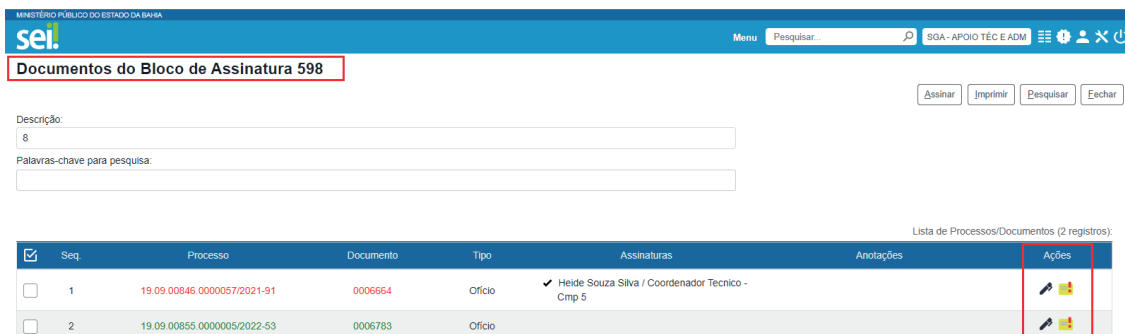 MINISTÉRIO PÚBLICO DO ESTADO DA BAHIA
sei!
Menu Pesquisar... SGA - APOIO TÉC E ADM
Documentos do Bloco de Assinatura 598
Assinar Imprimir Pesquisar Fechar
Descrição:
8
Palavras-chave para pesquisa:
Lista de Processos/Documentos (2 registros):
Seq. Processo Documento Tipo Assinaturas Anotações Ações
1 19.09.00846.0000057/2021-91 0006664 Ofício Heide Souza Silva / Coordenador Tecnico -
Cmp 5
2 19.09.00855.0000005/2022-53 0006783 Ofício